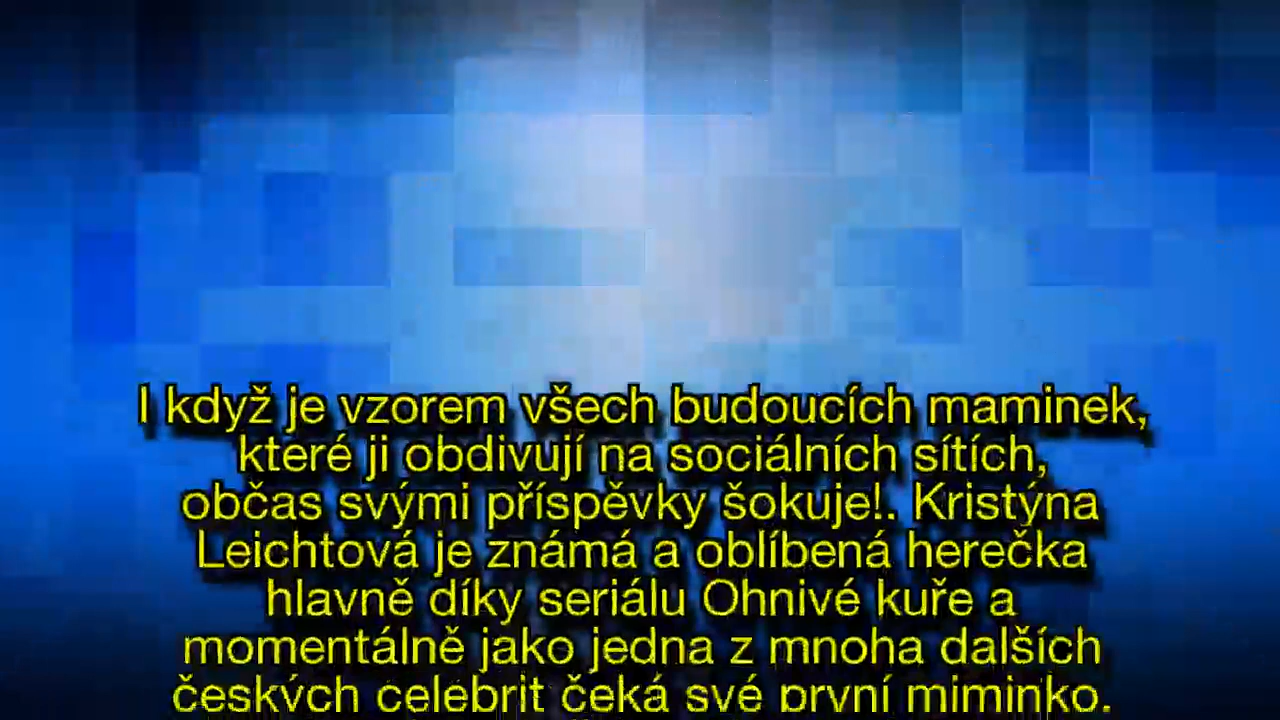 I když je vzorem všech budoucích maminek,
které ji obdivují na sociálních sítích,
občas svými příspěvky šokuje!. Kristýna
Leichtová je známá a oblíbená herečka
hlavně díky seriálu Ohnivé kuře a
momentálně jako jedna z mnoha dalších
českých celebrit čeká své první miminko.